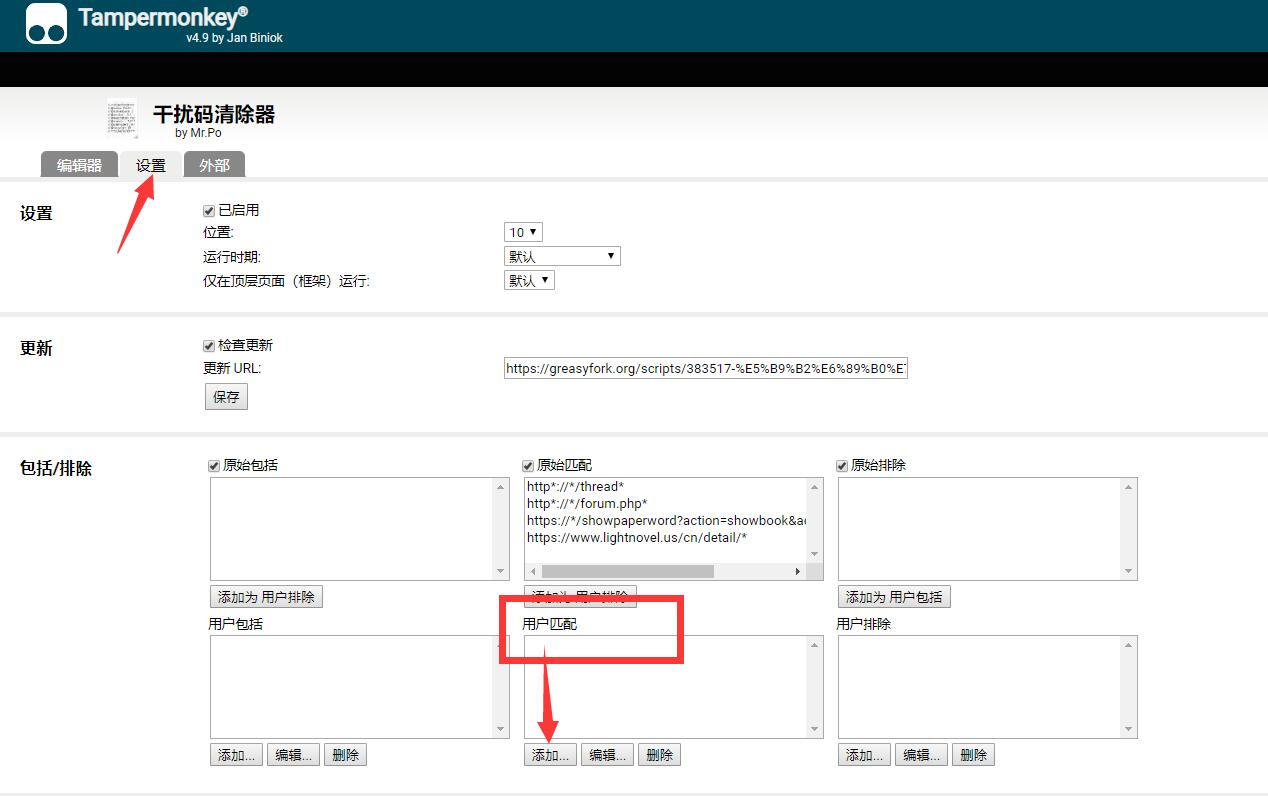 Tampermonkey®
v4.9 by Jan Biniok
干扰码清除器
by Mr.Po
编辑器 设置 外部
设置
已启用
位置: 10
运行时期: 默认
仅在顶层页面（框架）运行: 默认
更新
检查更新
更新 URL: https://greasyfork.org/scripts/383517-%E5%B9%B2%E6%89%B0%E
保存
包括/排除
原始包括 原始匹配 原始排除
http*://*/thread*
http*://*/forum.php*
https://*/showpaperword?action=showbook&ac
https://www.lightnovel.us/cn/detail/*
添加为 用户排除 添加为 用户排除 添加为 用户包括
用户包括 用户匹配 用户排除
添加... 编辑... 删除 添加... 编辑... 删除 添加... 编辑... 删除